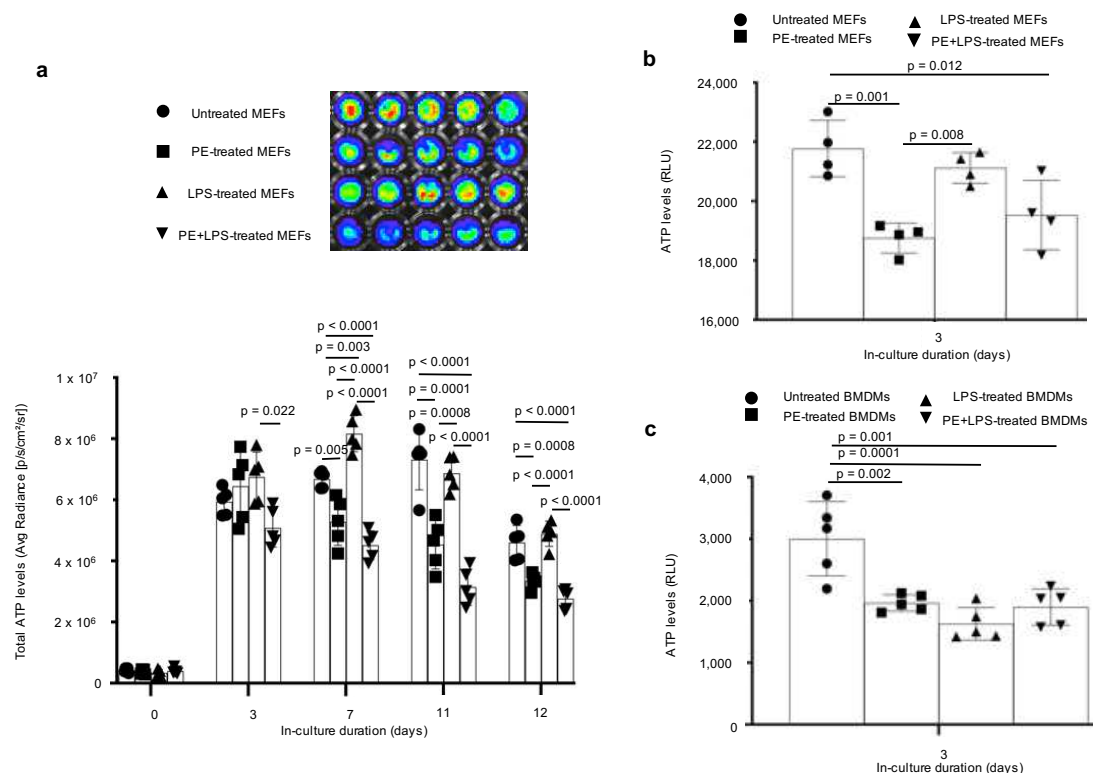 a
Untreated MEFs
PE-treated MEFs
LPS-treated MEFs
PE+LPS-treated MEFs
Total ATP levels (Avg Radiance [p/s/cm²/sr])
1 x 10⁷
8 x 10⁶
6 x 10⁶
4 x 10⁶
2 x 10⁶
0
p = 0.022
p < 0.0001
p = 0.003
p < 0.0001
p < 0.0001
p = 0.005
p < 0.0001
p = 0.0001
p = 0.0008
p < 0.0001
p < 0.0001
p = 0.0008
p < 0.0001
p < 0.0001
0 3 7 11 12
In-culture duration (days)
b
Untreated MEFs LPS-treated MEFs
PE-treated MEFs PE+LPS-treated MEFs
p = 0.012
p = 0.001
p = 0.008
ATP levels (RLU)
24,000
22,000
20,000
18,000
16,000
3
In-culture duration (days)
c
Untreated BMDMs LPS-treated BMDMs
PE-treated BMDMs PE+LPS-treated BMDMs
p = 0.001
p = 0.0001
p = 0.002
ATP levels (RLU)
4,000
3,000
2,000
1,000
0
3
In-culture duration (days)